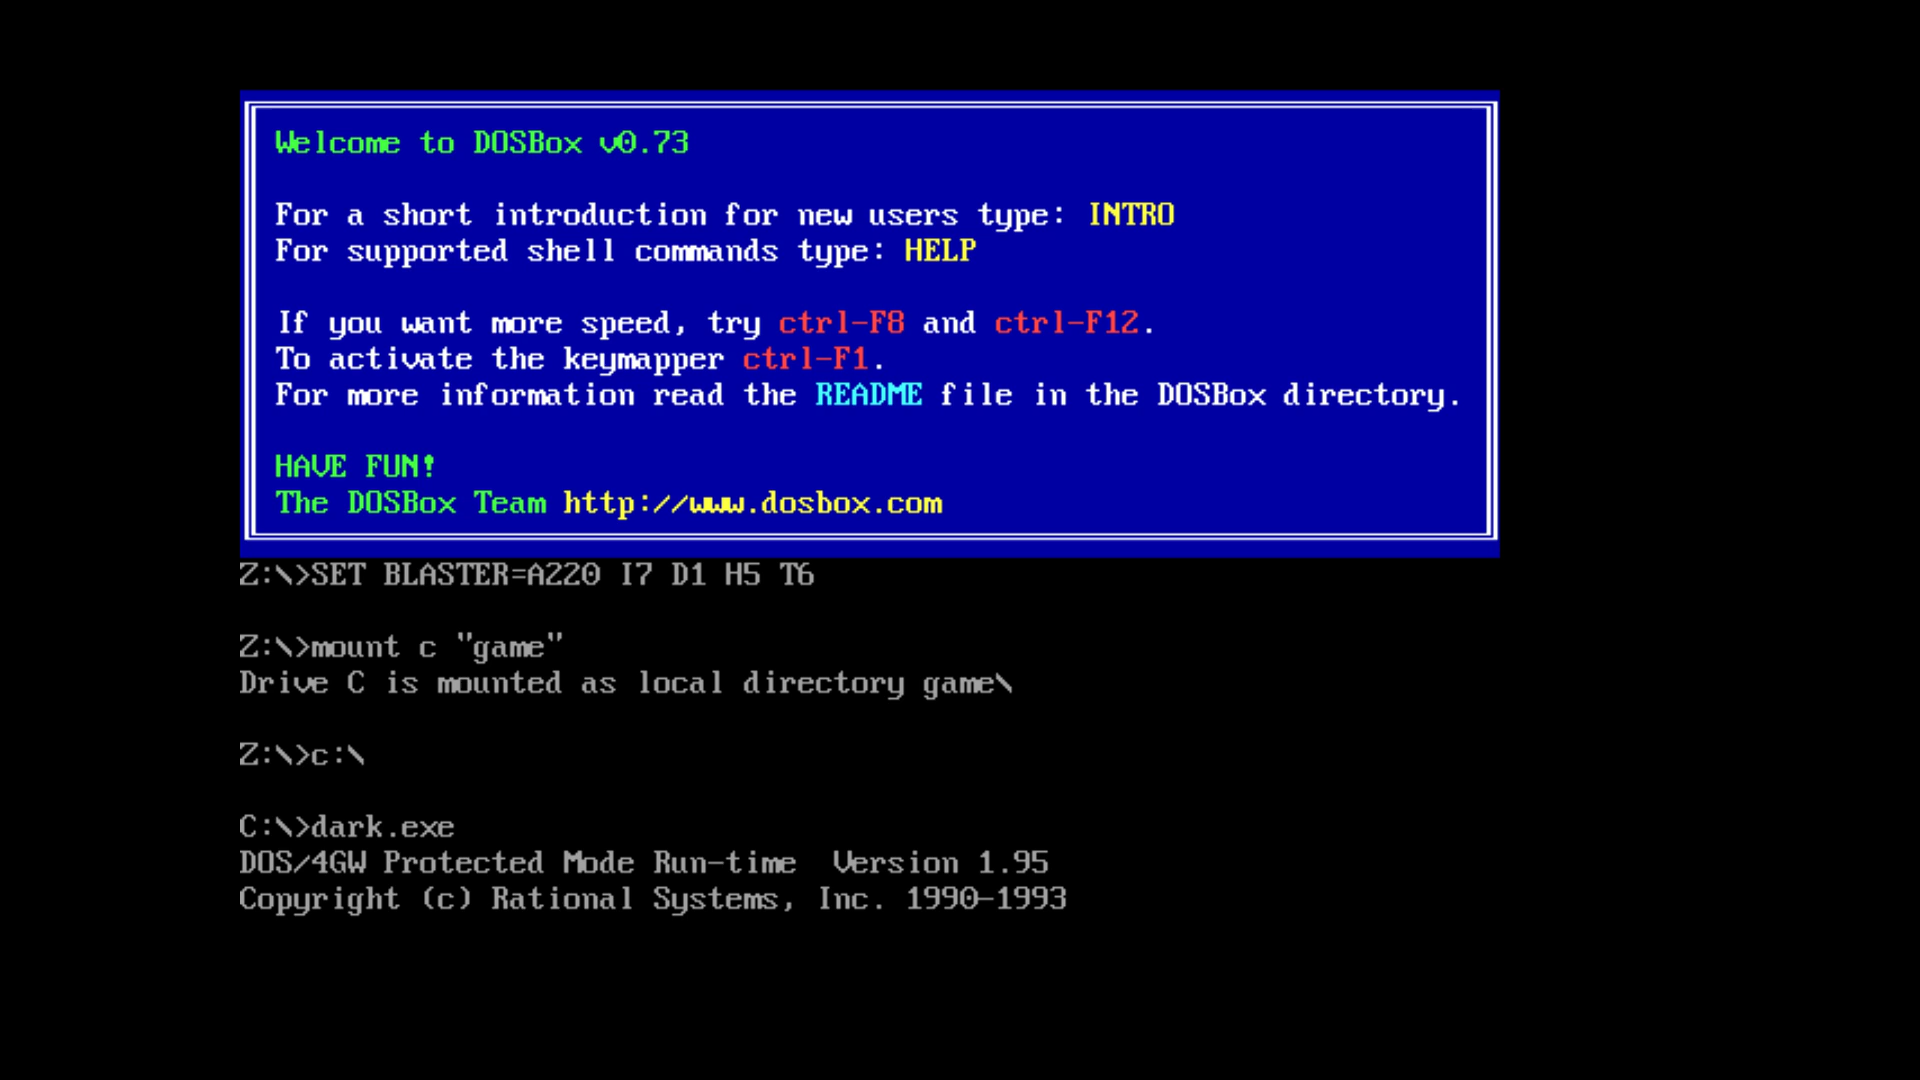 Welcome to DOSBox v0.73
For a short introduction for new users type: INTRO
For supported shell commands type: HELP
If you want more speed, try ctrl-F8 and ctrl-F12.
To activate the keymapper ctrl-F1.
For more information read the README file in the DOSBox directory.
HAVE FUN!
The DOSBox Team http://www.dosbox.com
Z:\>SET BLASTER=A220 I7 D1 H5 T6
Z:\>mount c "game"
Drive C is mounted as local directory game\
Z:\>c:\
C:\>dark.exe
DOS/4GW Protected Mode Run-time  Version 1.95
Copyright (c) Rational Systems, Inc. 1990-1993